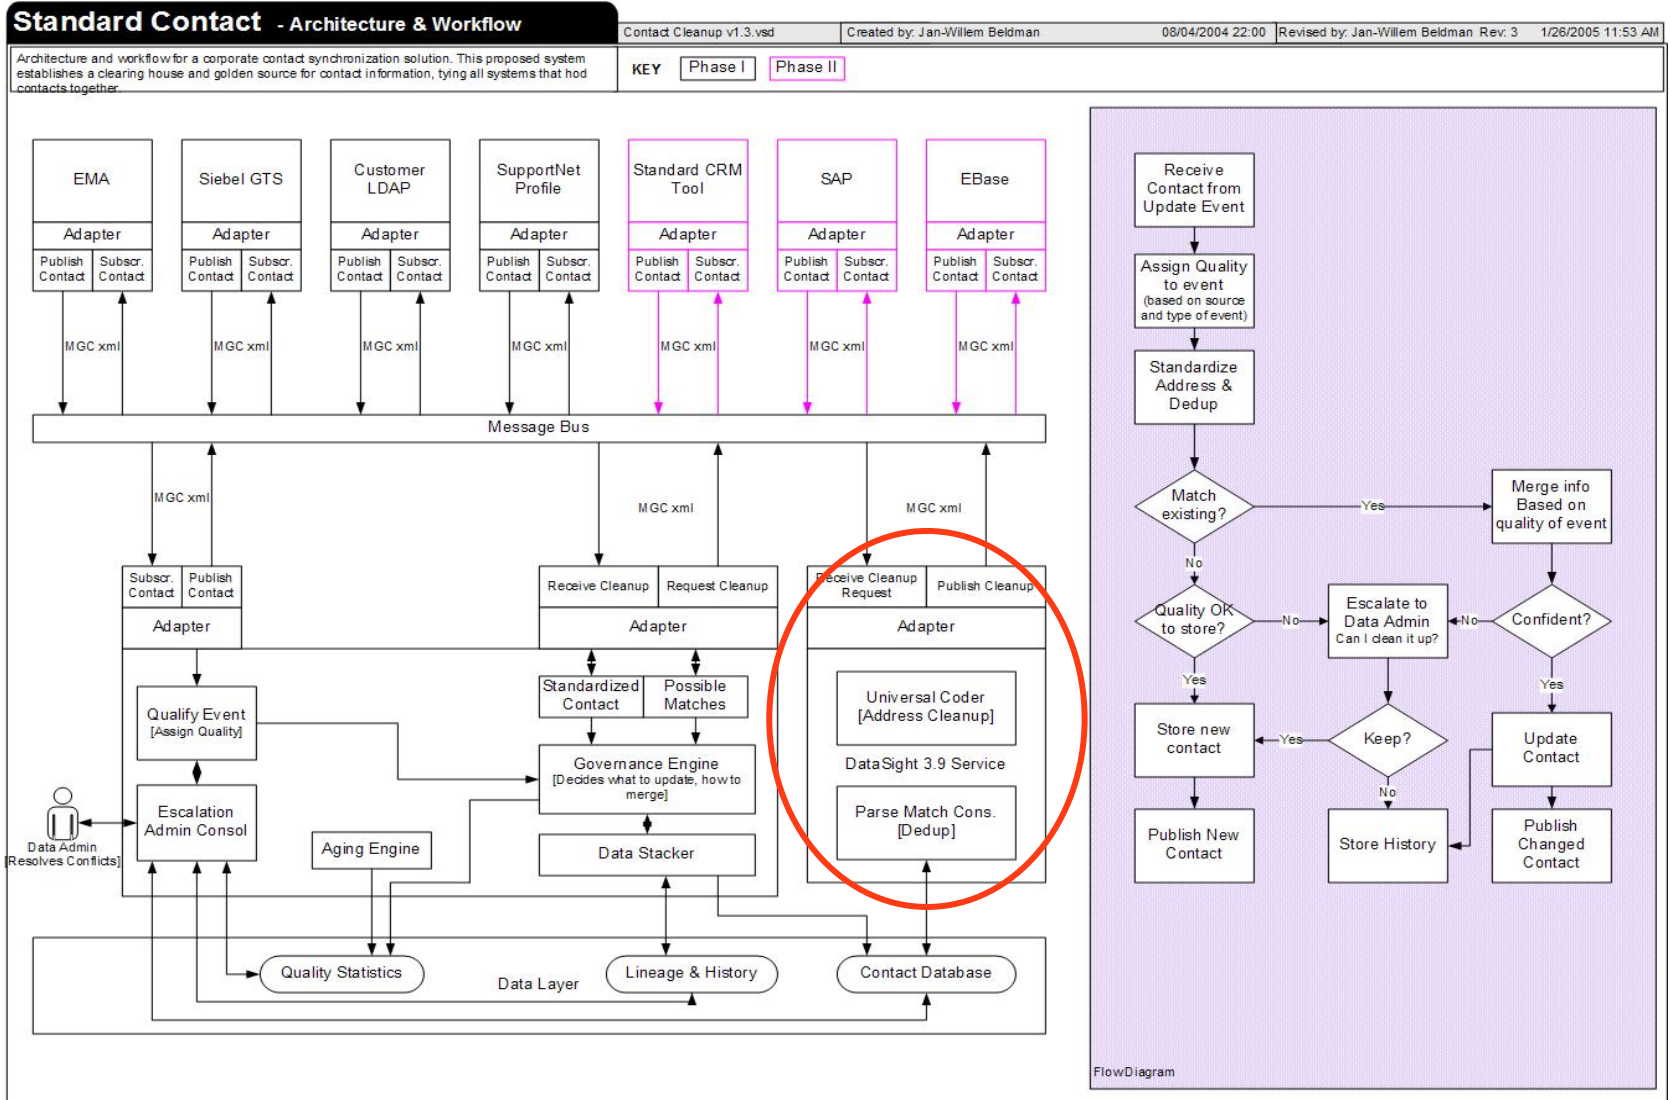 Standard Contact - Architecture & Workflow
Contact Cleanup v1.3.vsd
Created by: Jan-Willem Beldman
08/04/2004 22:00
Revised by: Jan-Willem Beldman Rev: 3
1/26/2005 11:53 AM
Architecture and workflow for a corporate contact synchronization solution. This proposed system
establishes a clearing house and golden source for contact information, tying all systems that hod
contacts together.
KEY
Phase I
Phase II
EMA
Siebel GTS
Customer
LDAP
SupportNet
Profile
Standard CRM
Tool
SAP
EBase
Adapter
Adapter
Adapter
Adapter
Adapter
Adapter
Adapter
Publish
Contact
Subscr.
Contact
Publish
Contact
Subscr.
Contact
Publish
Contact
Subscr.
Contact
Publish
Contact
Subscr.
Contact
Publish
Contact
Subscr.
Contact
Publish
Contact
Subscr.
Contact
Publish
Contact
Subscr.
Contact
MGC xml
MGC xml
MGC xml
MGC xml
MGC xml
MGC xml
MGC xml
Message Bus
MGC xml
MGC xml
MGC xml
Subscr.
Contact
Publish
Contact
Adapter
Receive Cleanup
Request Cleanup
Adapter
Receive Cleanup
Request
Publish Cleanup
Adapter
Standardized
Contact
Possible
Matches
Qualify Event
[Assign Quality]
Governance Engine
[Decides what to update, how to
merge]
Universal Coder
[Address Cleanup]
DataSight 3.9 Service
Parse Match Cons.
[Dedup]
Escalation
Admin Consol
Data Admin
[Resolves Conflicts]
Aging Engine
Data Stacker
Quality Statistics
Data Layer
Lineage & History
Contact Database
Receive
Contact from
Update Event
Assign Quality
to event
(based on source
and type of event)
Standardize
Address &
Dedup
Match
existing?
Yes
Merge info
Based on
quality of event
No
Quality OK
to store?
No
Escalate to
Data Admin
Can I clean it up?
No
Confident?
Yes
Yes
Store new
contact
Yes
Keep?
Update
Contact
No
Publish New
Contact
Store History
Publish
Changed
Contact
FlowDiagram